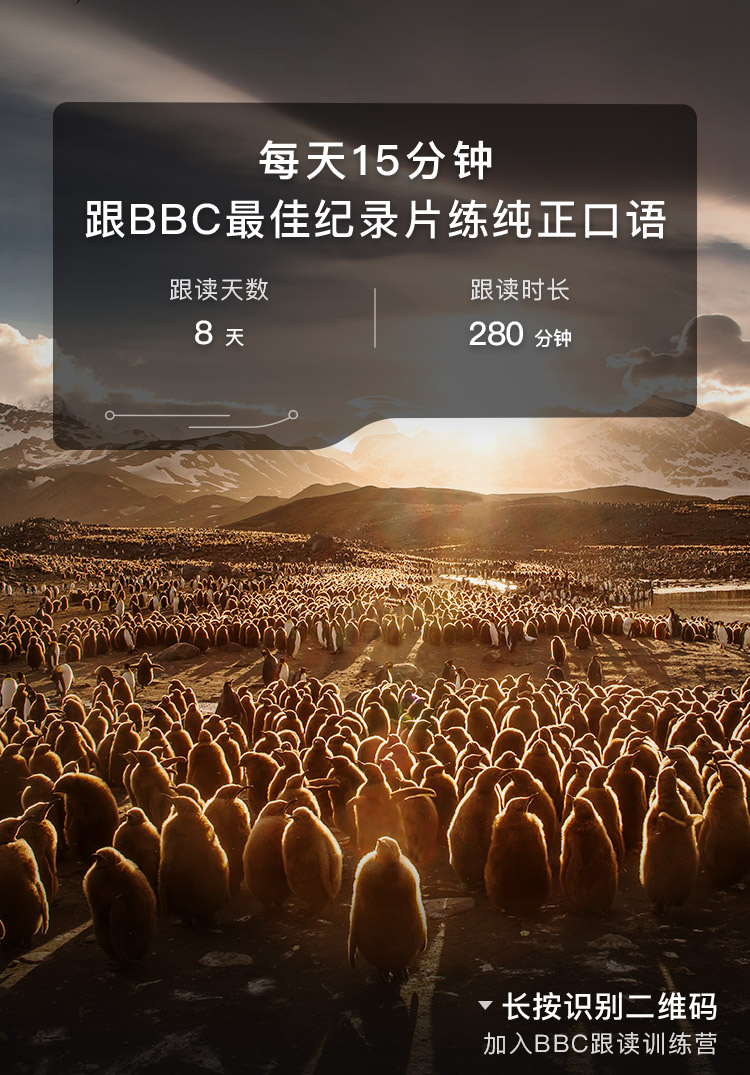 每天15分钟
跟BBC最佳纪录片练纯正口语
跟读天数
8 天
跟读时长
280 分钟
长按识别二维码
加入BBC跟读训练营